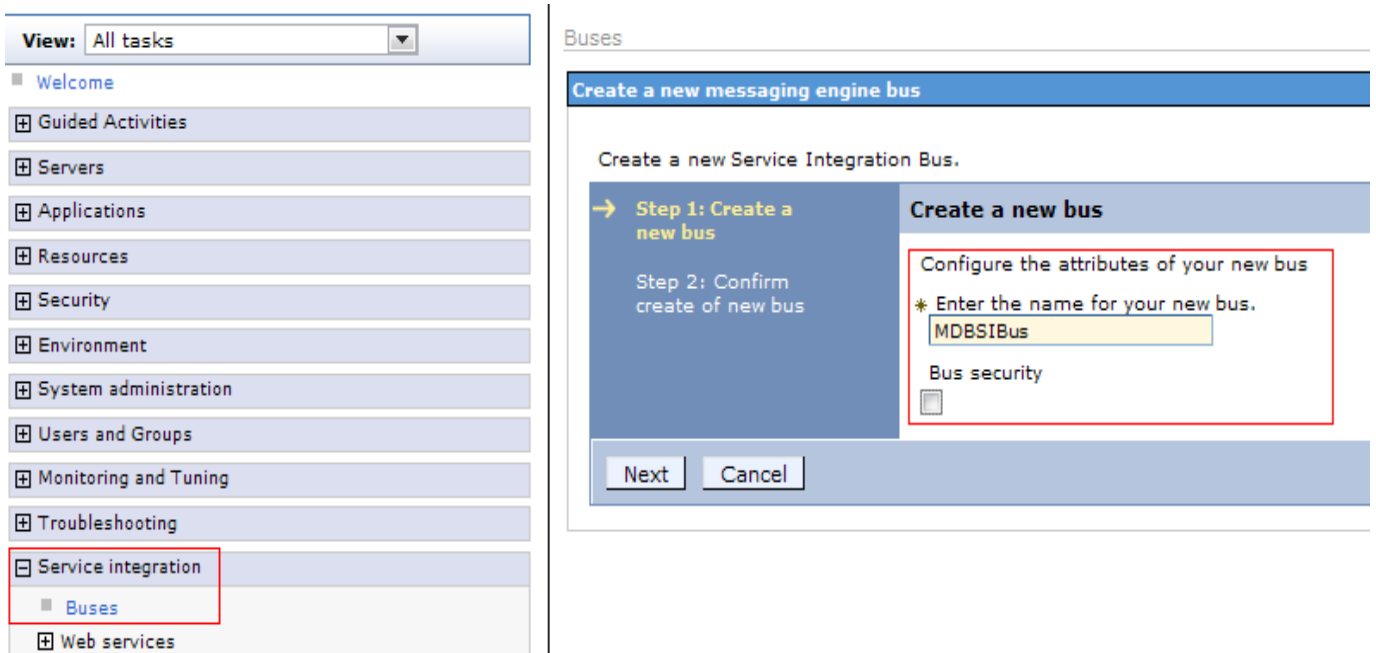 View: All tasks
Welcome
Guided Activities
Servers
Applications
Resources
Security
Environment
System administration
Users and Groups
Monitoring and Tuning
Troubleshooting
Service integration
Buses
Web services
Buses
Create a new messaging engine bus
Create a new Service Integration Bus.
Step 1: Create a
new bus
Step 2: Confirm
create of new bus
Create a new bus
Configure the attributes of your new bus
* Enter the name for your new bus.
MDBSIBus
Bus security
Next Cancel